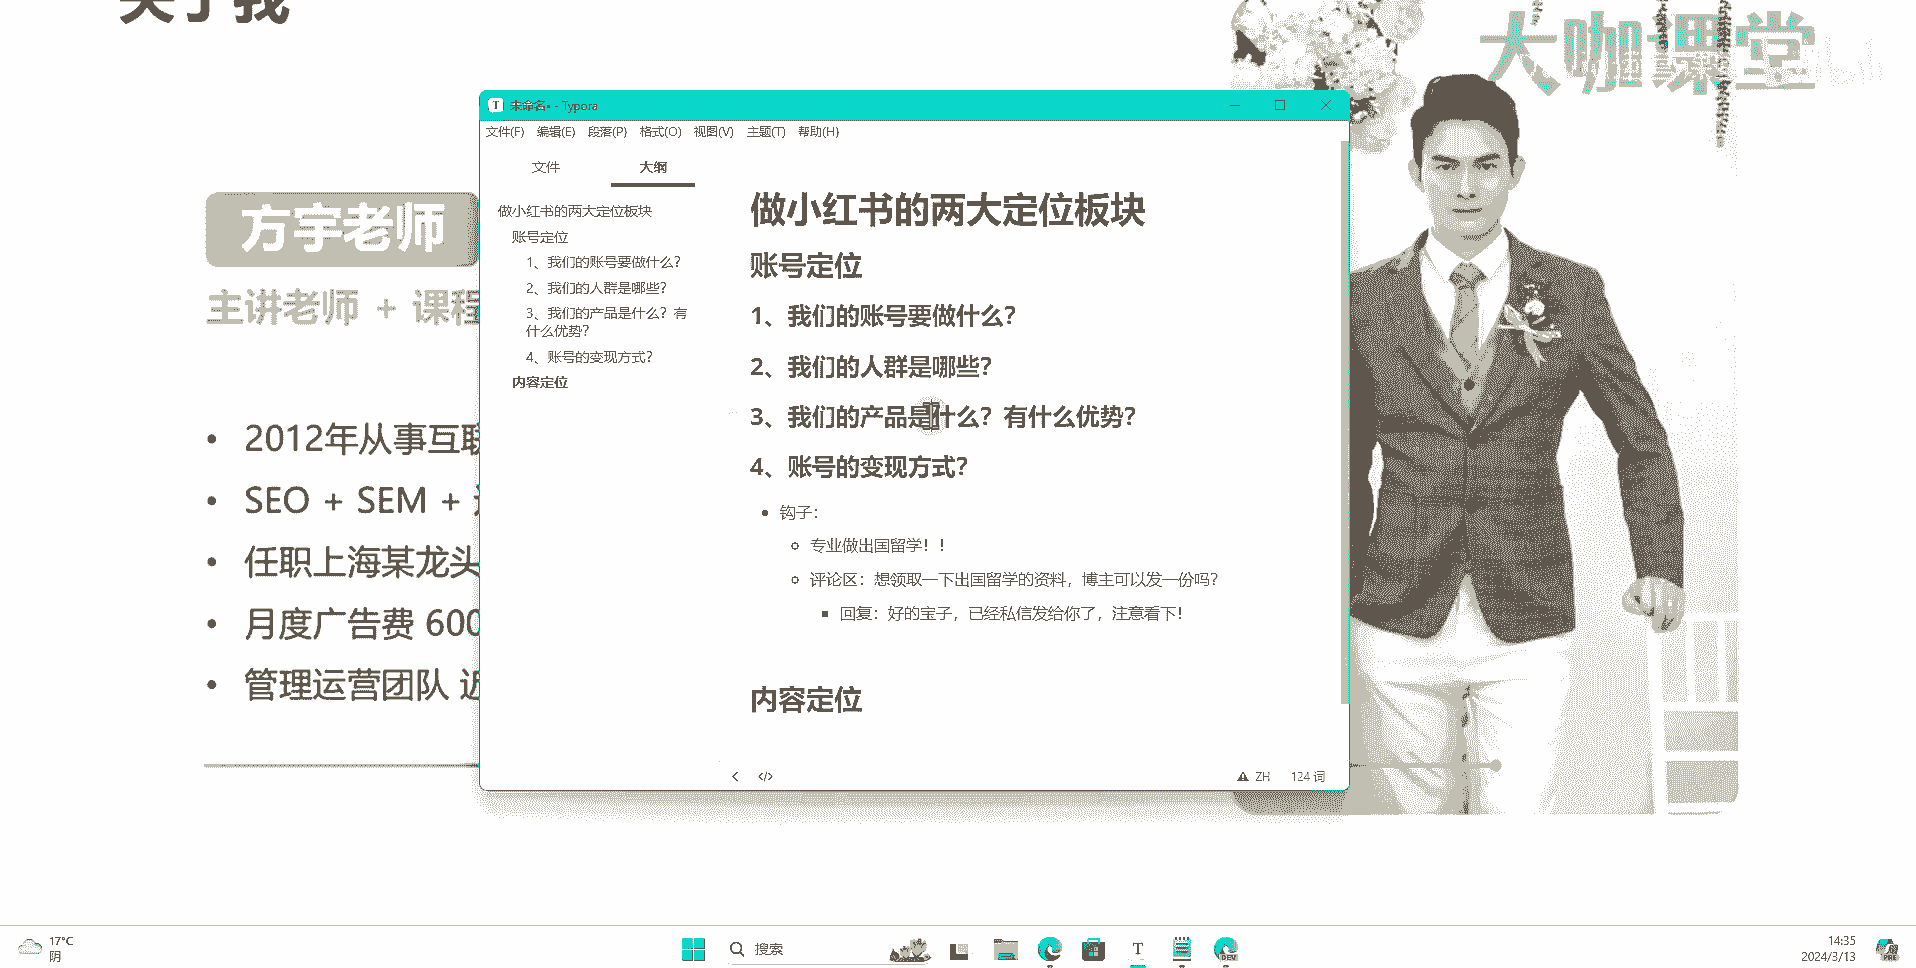 关于我
大咖课堂
bilibili
方宇老师
主讲老师 + 课程
2012年从事互联
SEO + SEM +
任职上海某龙头
月度广告费 600
管理运营团队 近
未命名• - Typora
文件(F) 编辑(E) 段落(P) 格式(O) 视图(V) 主题(T) 帮助(H)
文件 大纲
做小红书的两大定位板块
账号定位
1、我们的账号要做什么？
2、我们的人群是哪些？
3、我们的产品是什么？有
什么优势？
4、账号的变现方式？
内容定位
做小红书的两大定位板块
账号定位
1、我们的账号要做什么？
2、我们的人群是哪些？
3、我们的产品是什么？有什么优势？
4、账号的变现方式？
钩子：
专业做出国留学！！
评论区：想领取一下出国留学的资料，博主可以发一份吗？
回复：好的宝子，已经私信发给你了，注意看下！
内容定位
ZH 124 词
17°C
阴
搜索
T
DEV
14:35
2024/3/13
PRE